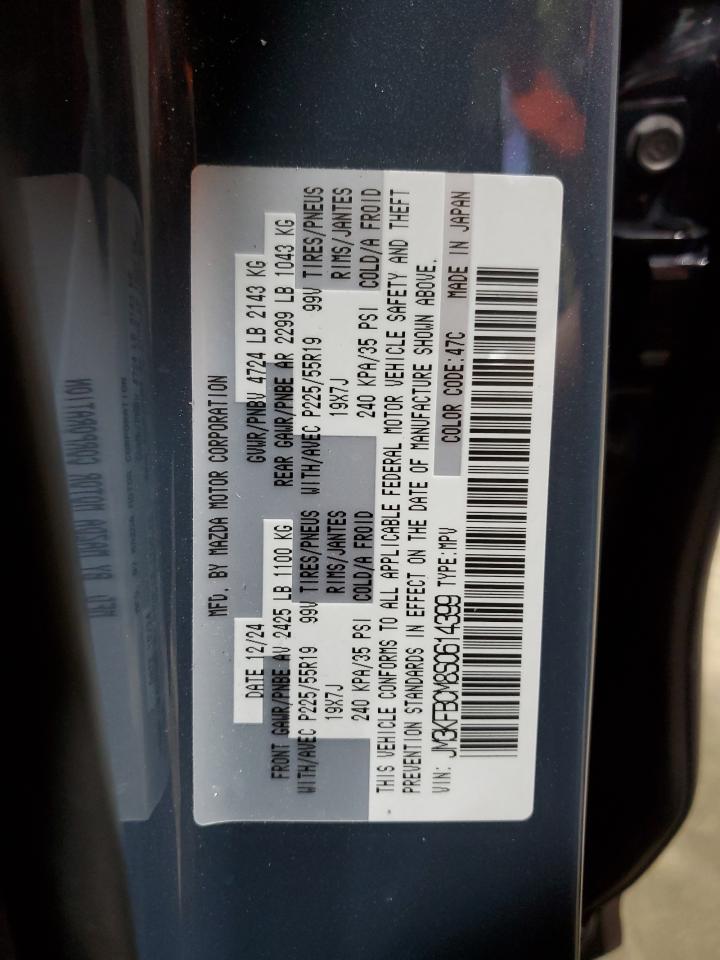 MFD. BY MAZDA MOTOR CORPORATION
DATE 12/24 GVWR/PNBV 4724 LB 2143 KG
FRONT GAWR/PNBE AV 2425 LB 1100 KG REAR GAWR/PNBE AR 2299 LB 1043 KG
WITH/AVEC P225/55R19 99V TIRES/PNEUS WITH/AVEC P225/55R19 99V TIRES/PNEUS
19X7J RIMS/JANTES 19X7J RIMS/JANTES
240 KPA/35 PSI COLD/A FROID 240 KPA/35 PSI COLD/A FROID
THIS VEHICLE CONFORMS TO ALL APPLICABLE FEDERAL MOTOR VEHICLE SAFETY AND THEFT
PREVENTION STANDARDS IN EFFECT ON THE DATE OF MANUFACTURE SHOWN ABOVE.
VIN: JM3KFBCM8S0614399 TYPE:MPV COLOR CODE:47C MADE IN JAPAN